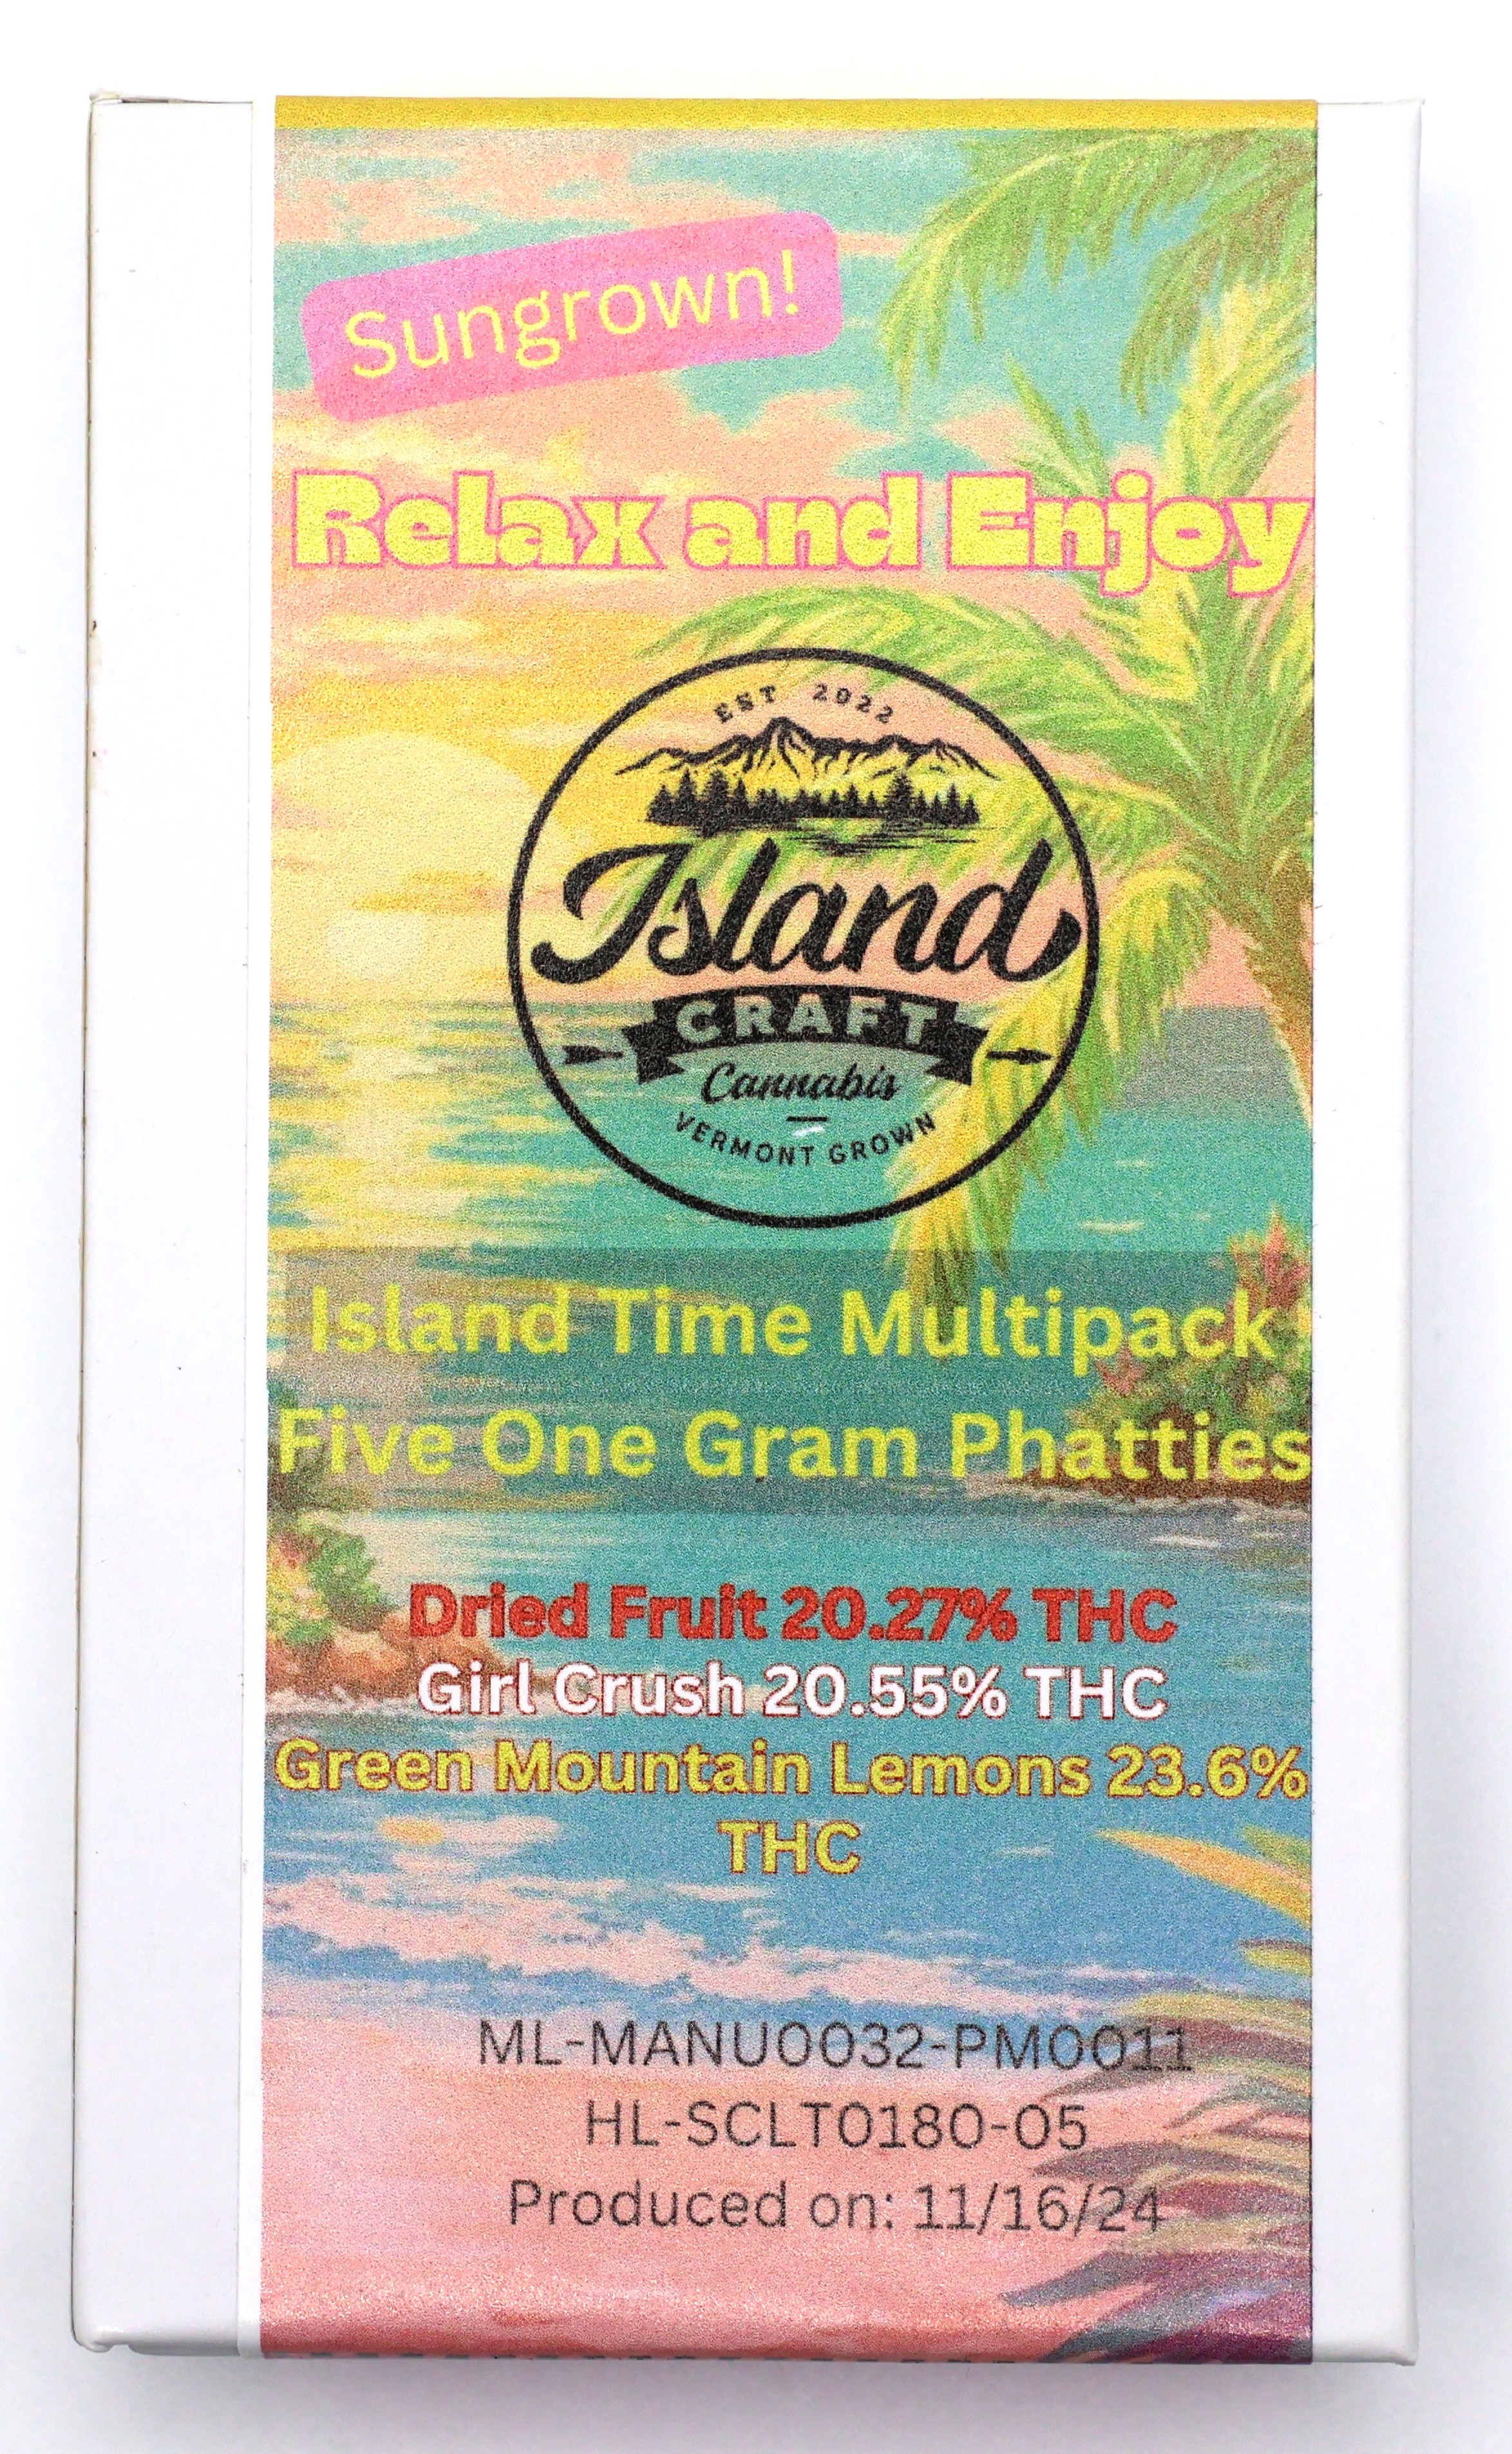 Sungrown!
Relax and Enjoy
EST 2022
Island
CRAFT
Cannabis
VERMONT GROWN
Island Time Multipack
Five One Gram Phatties
Dried Fruit 20.27% THC
Girl Crush 20.55% THC
Green Mountain Lemons 23.6%
THC
ML-MANU0032-PM0011
HL-SCLT0180-05
Produced on: 11/16/24